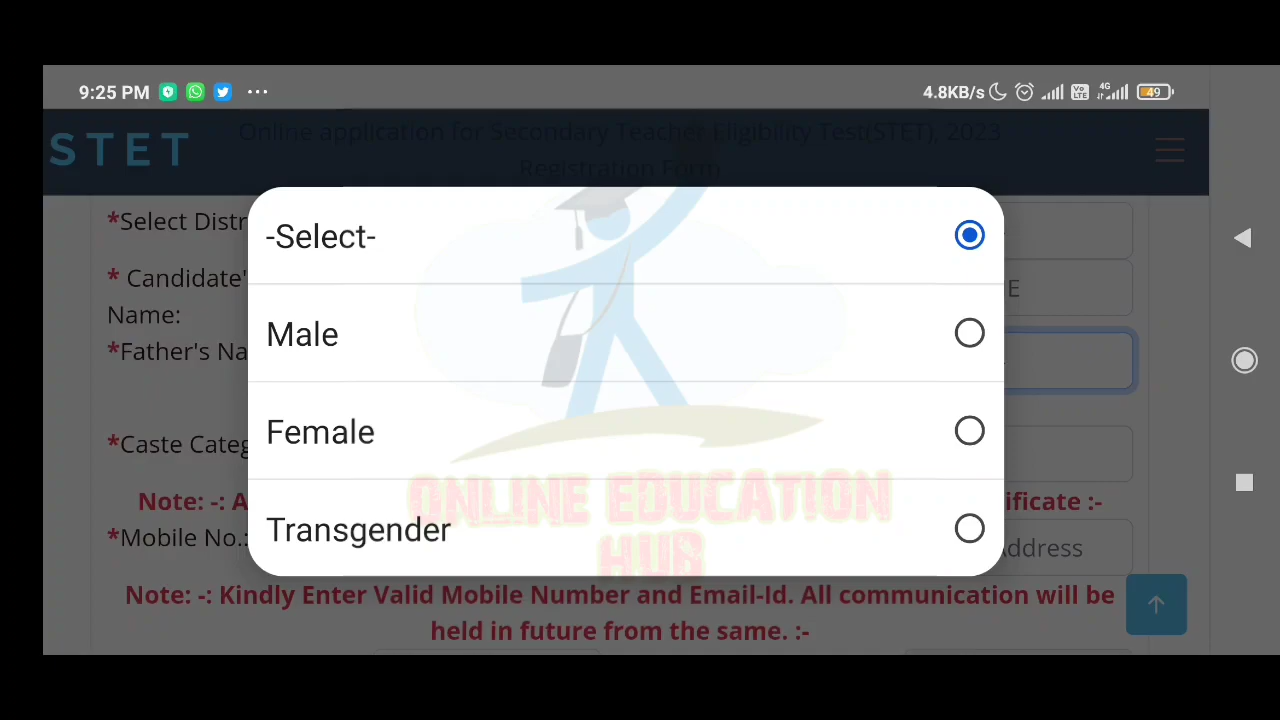 9:25 PM ... 4.8KB/s Vo LTE 4G 49
STET
Online application for Secondary Teacher Eligibility Test(STET), 2023
Registration Form
*Select Distr
* Candidate'
Name:
E
*Father's Na
*Caste Categ
Note: -: A
ificate :-
*Mobile No.:
Address
Note: -: Kindly Enter Valid Mobile Number and Email-Id. All communication will be
held in future from the same. :-
-Select-
Male
Female
Transgender
ONLINE EDUCATION
HUB